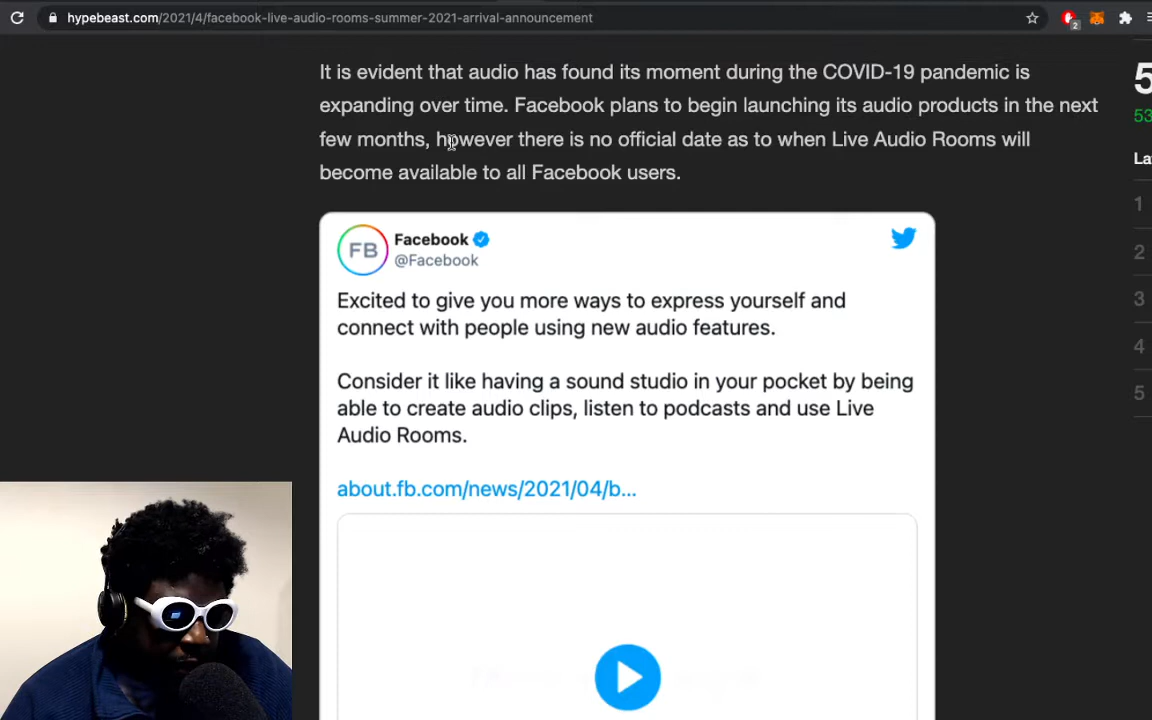 hypebeast.com/2021/4/facebook-live-audio-rooms-summer-2021-arrival-announcement
2
It is evident that audio has found its moment during the COVID-19 pandemic is
expanding over time. Facebook plans to begin launching its audio products in the next
few months, however there is no official date as to when Live Audio Rooms will
become available to all Facebook users.
5
53
La
1
2
3
4
5
FB
Facebook
@Facebook
Excited to give you more ways to express yourself and
connect with people using new audio features.
Consider it like having a sound studio in your pocket by being
able to create audio clips, listen to podcasts and use Live
Audio Rooms.
about.fb.com/news/2021/04/b...